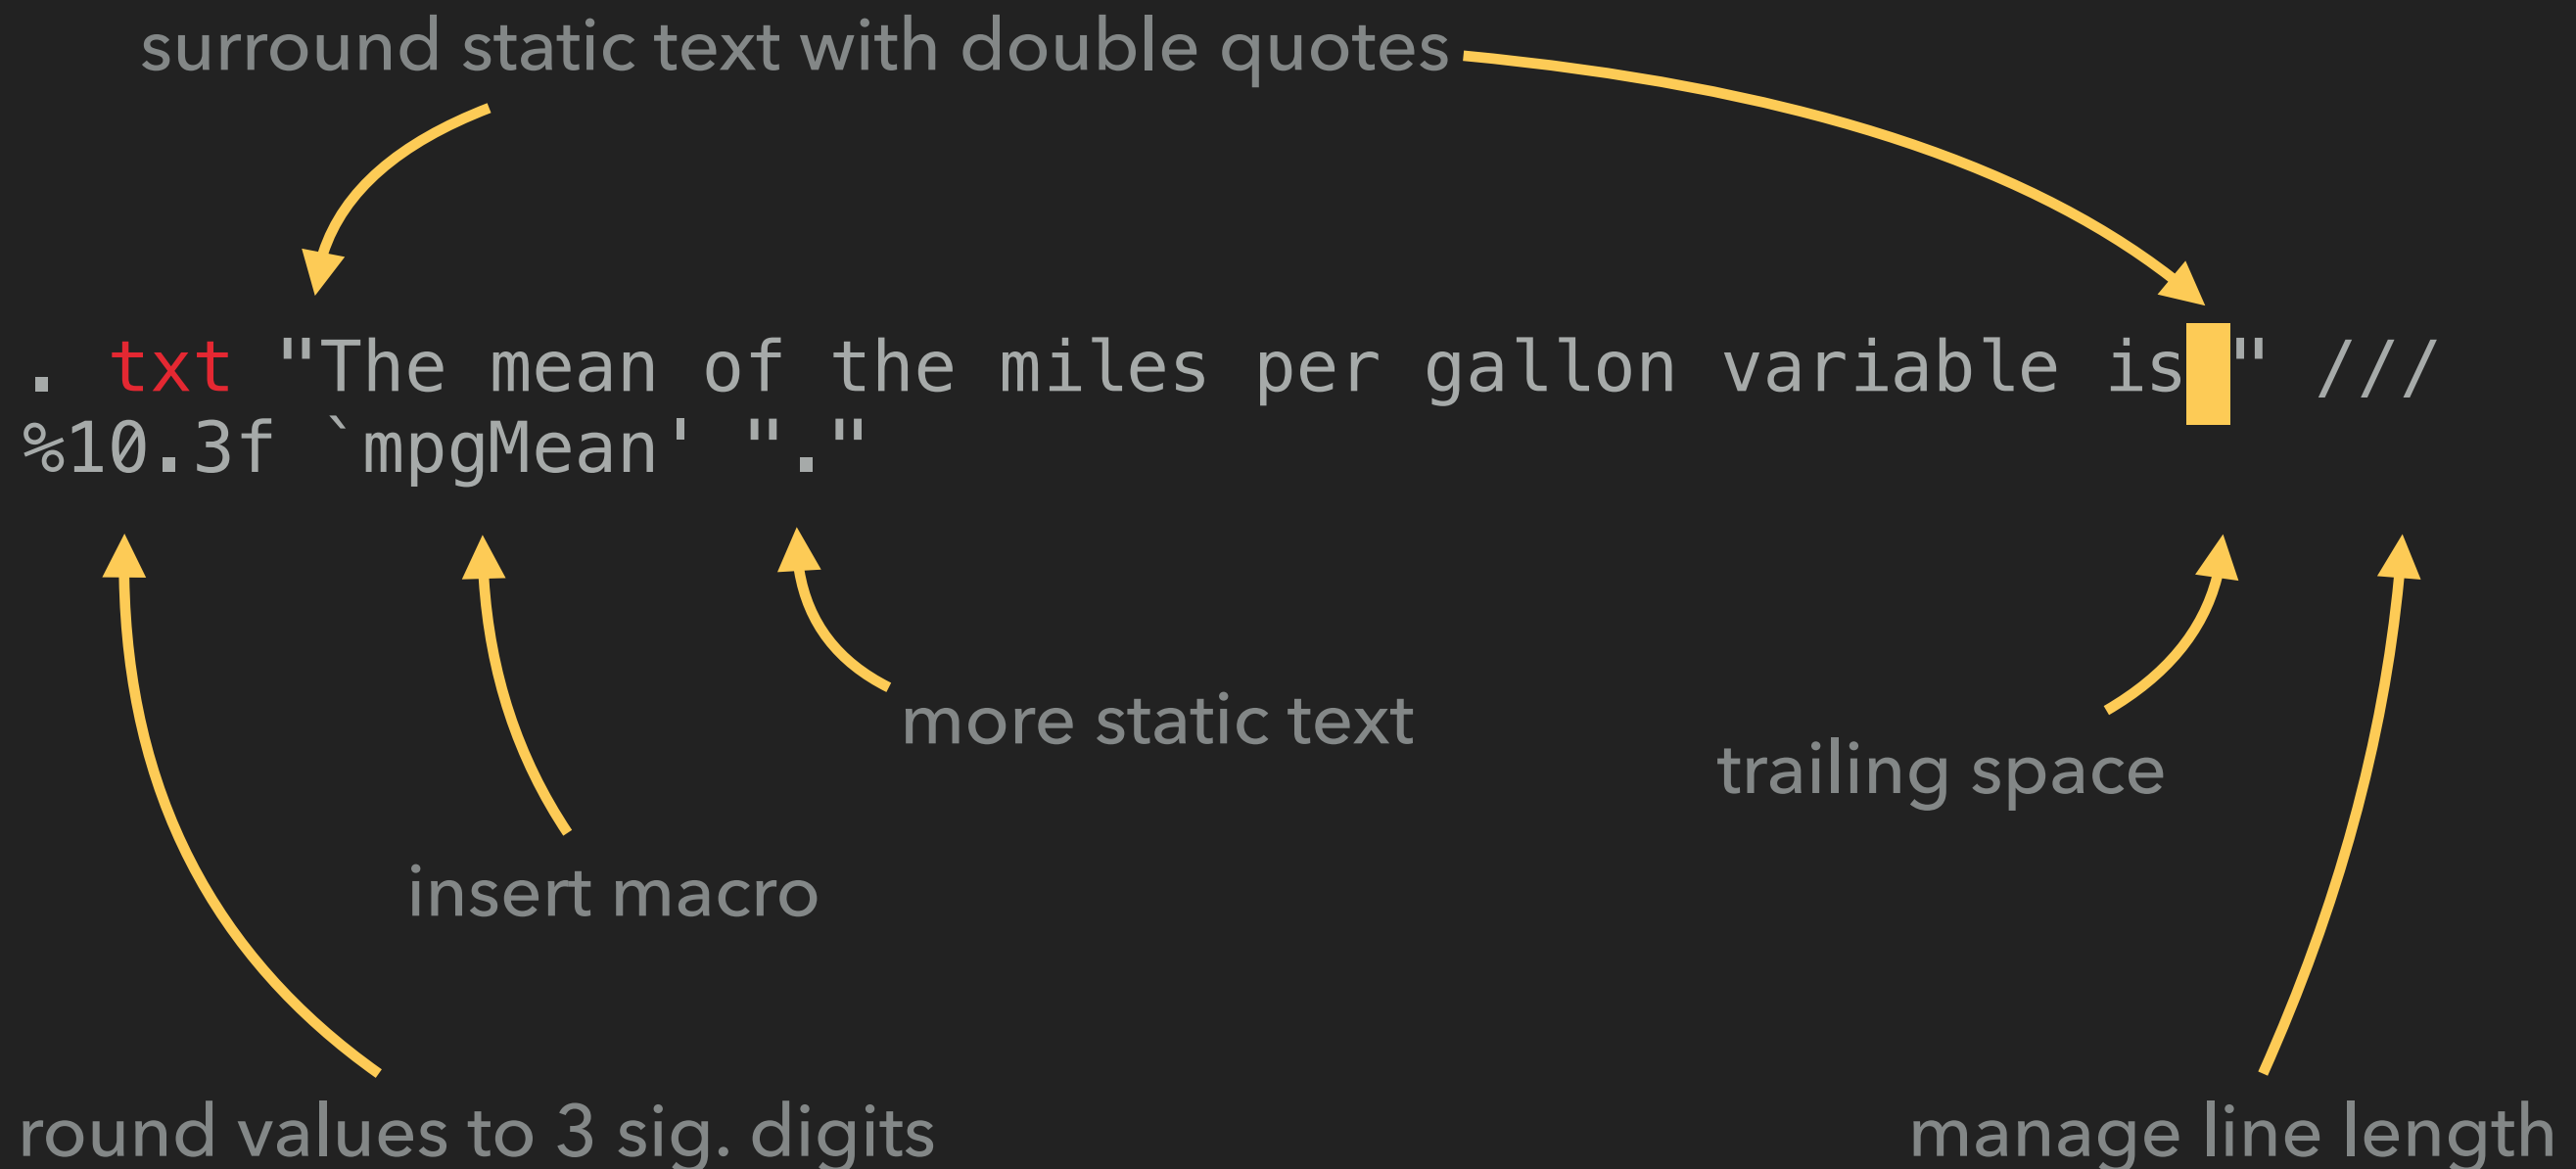 surround static text with double quotes
. txt "The mean of the miles per gallon variable is " ///
%10.3f `mpgMean' "."
more static text
trailing space
insert macro
round values to 3 sig. digits
manage line length